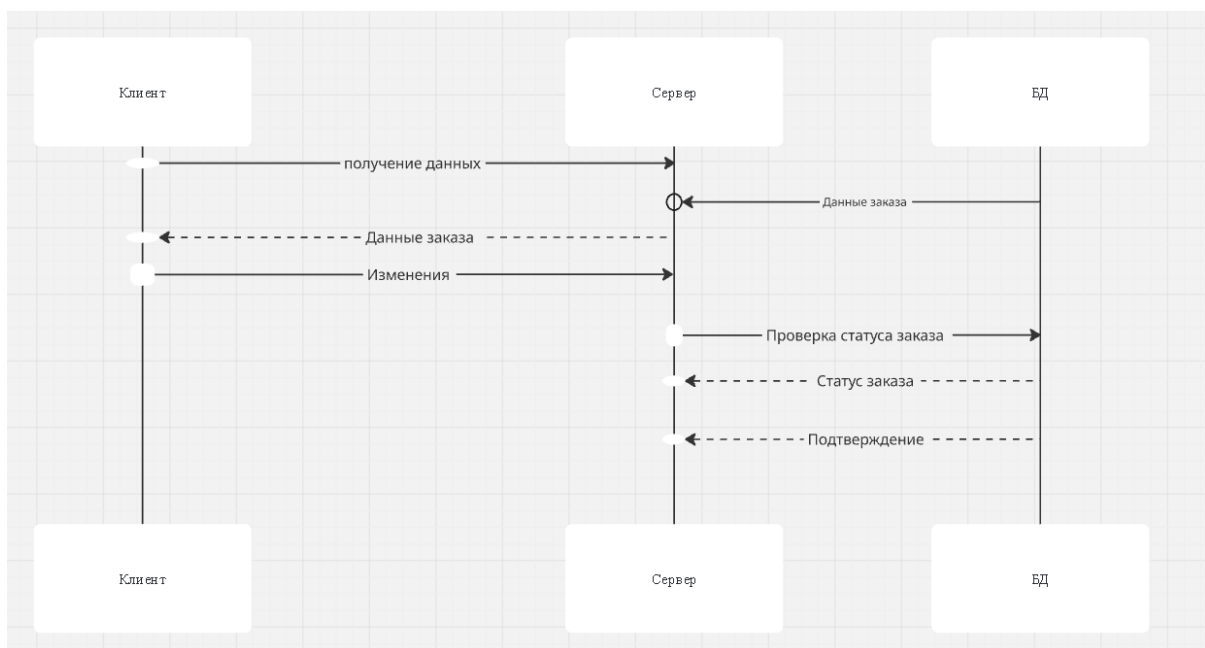 Клиент
Сервер
БД
получение данных
Данные заказа
Данные заказа
Изменения
Проверка статуса заказа
Статус заказа
Подтверждение
Клиент
Сервер
БД